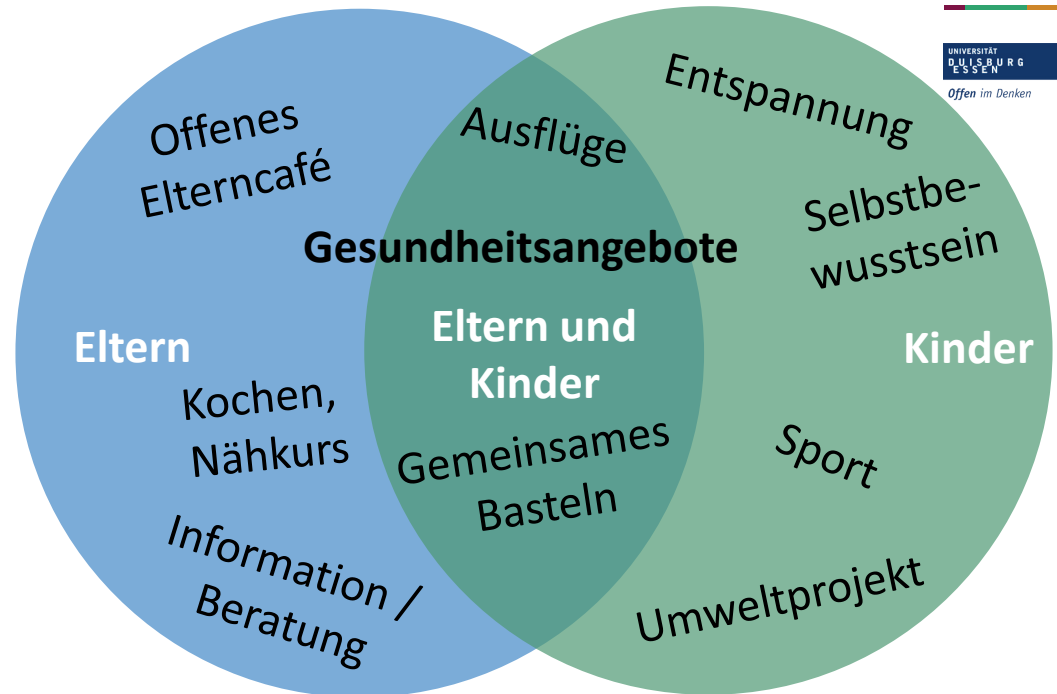 UNIVERSITÄT
DUISBURG
ESSEN
Offen im Denken
Offenes
Elterncafé
Ausflüge
Entspannung
Selbstbe-
wusstsein
Gesundheitsangebote
Eltern
Eltern und
Kinder
Kinder
Kochen,
Nähkurs
Gemeinsames
Basteln
Sport
Information /
Beratung
Umweltprojekt